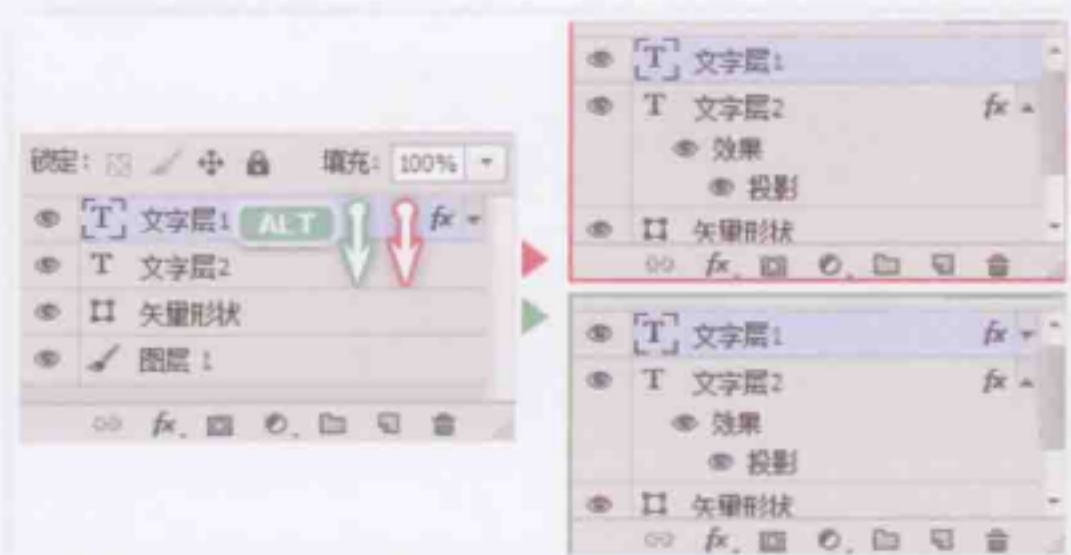 锁定: 填充: 100%
文字层1 ALT fx
T 文字层2
矢量形状
图层 1
fx.
T 文字层1
T 文字层2 fx
效果
投影
矢量形状
fx.
T 文字层1 fx
T 文字层2 fx
效果
投影
矢量形状
fx.